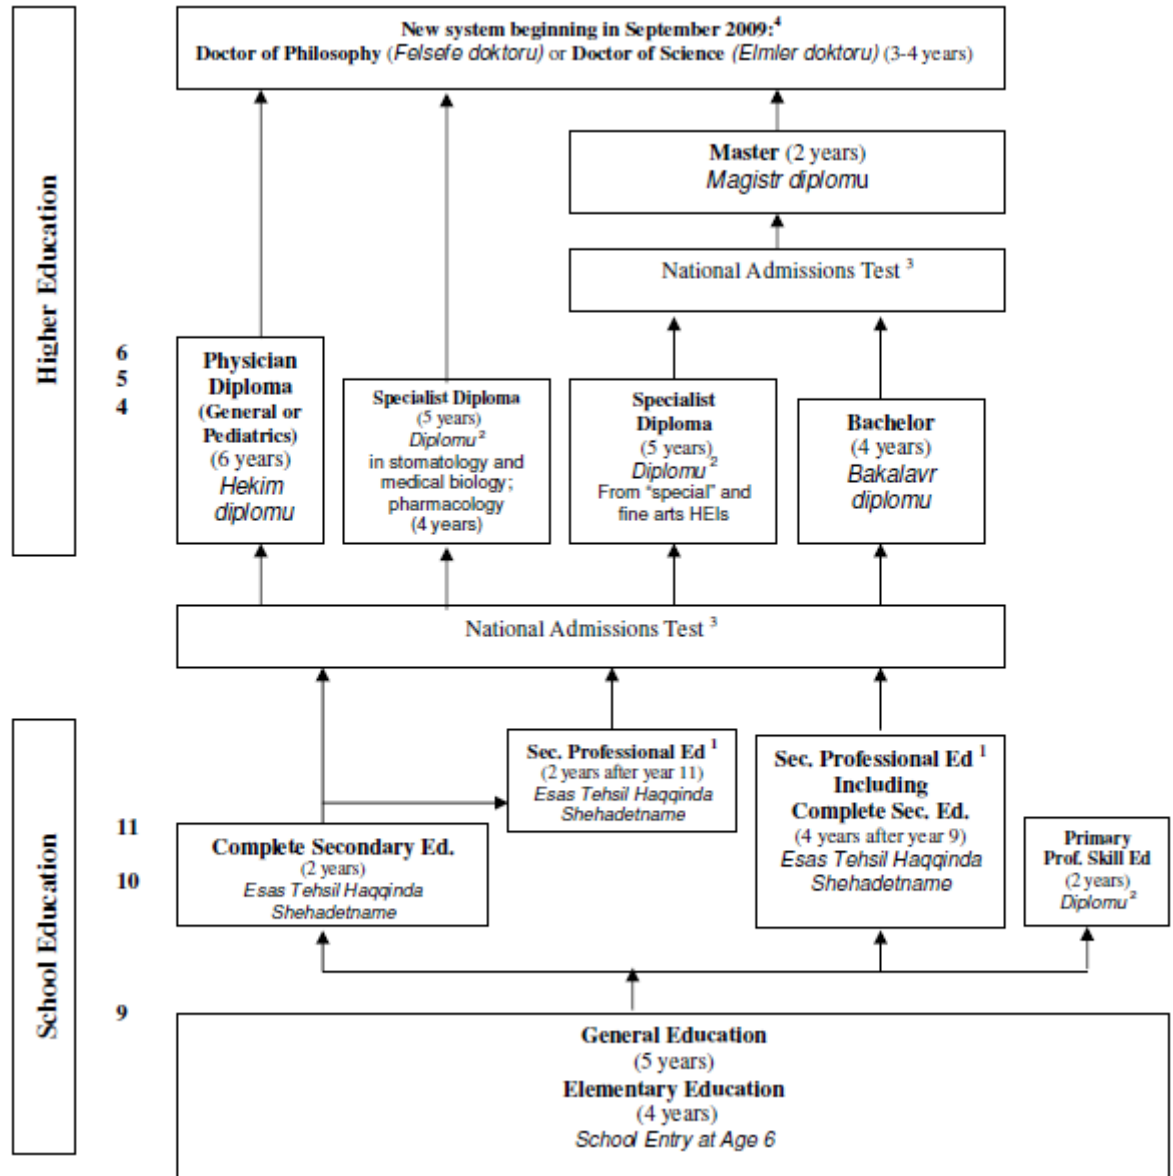 New system beginning in September 2009:⁴
Doctor of Philosophy (Felsefe doktoru) or Doctor of Science (Elmler doktoru) (3-4 years)
Higher Education
Master (2 years)
Magistr diplomu
National Admissions Test ³
6
5
4
Physician
Diploma
(General or
Pediatrics)
(6 years)
Hekim
diplomu
Specialist Diploma
(5 years)
Diplomu²
in stomatology and
medical biology;
pharmacology
(4 years)
Specialist
Diploma
(5 years)
Diplomu²
From "special" and
fine arts HEIs
Bachelor
(4 years)
Bakalavr
diplomu
National Admissions Test ³
School Education
11
10
9
Complete Secondary Ed.
(2 years)
Esas Tehsil Haqqinda
Shehadetname
Sec. Professional Ed ¹
(2 years after year 11)
Esas Tehsil Haqqinda
Shehadetname
Sec. Professional Ed ¹
Including
Complete Sec. Ed.
(4 years after year 9)
Esas Tehsil Haqqinda
Shehadetname
Primary
Prof. Skill Ed
(2 years)
Diplomu²
General Education
(5 years)
Elementary Education
(4 years)
School Entry at Age 6